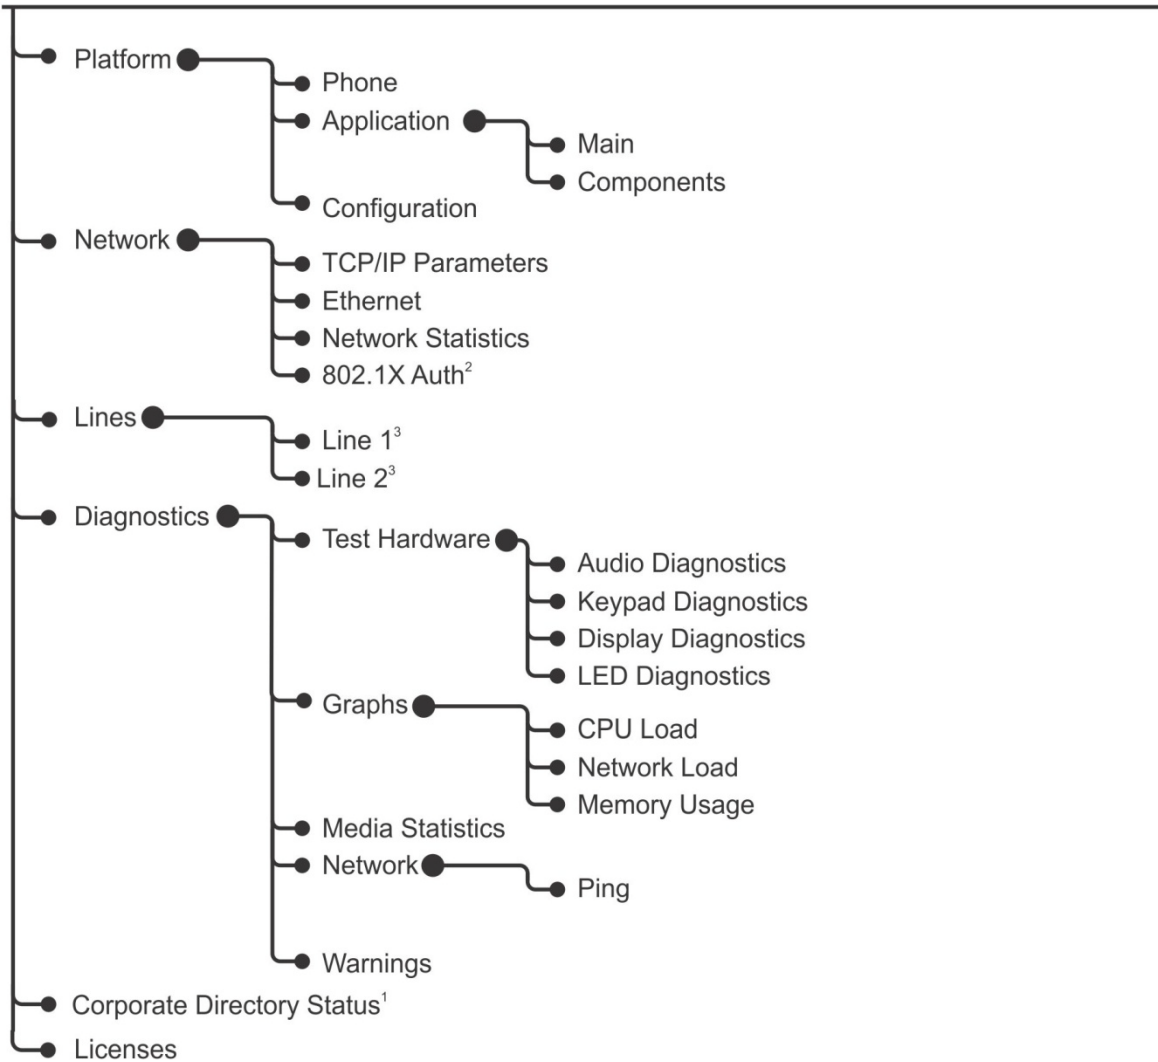 Platform
Phone
Application
Main
Components
Configuration
Network
TCP/IP Parameters
Ethernet
Network Statistics
802.1X Auth²
Lines
Line 1³
Line 2³
Diagnostics
Test Hardware
Audio Diagnostics
Keypad Diagnostics
Display Diagnostics
LED Diagnostics
Graphs
CPU Load
Network Load
Memory Usage
Media Statistics
Network
Ping
Warnings
Corporate Directory Status¹
Licenses